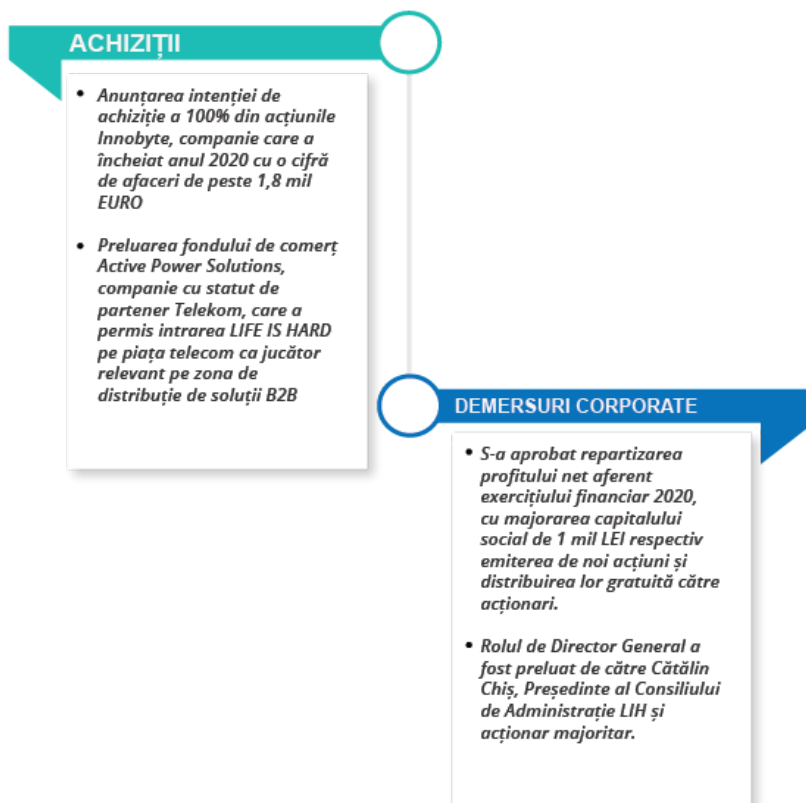 ACHIZIȚII
• Anunțarea intenției de
achiziție a 100% din acțiunile
Innobyte, companie care a
încheiat anul 2020 cu o cifră
de afaceri de peste 1,8 mil
EURO
• Preluarea fondului de comerț
Active Power Solutions,
companie cu statut de
partener Telekom, care a
permis intrarea LIFE IS HARD
pe piața telecom ca jucător
relevant pe zona de
distribuție de soluții B2B
DEMERSURI CORPORATE
• S-a aprobat repartizarea
profitului net aferent
exercițiului financiar 2020,
cu majorarea capitalului
social de 1 mil LEI respectiv
emiterea de noi acțiuni și
distribuirea lor gratuită către
acționari.
• Rolul de Director General a
fost preluat de către Cătălin
Chiș, Președinte al Consiliului
de Administrație LIH și
acționar majoritar.